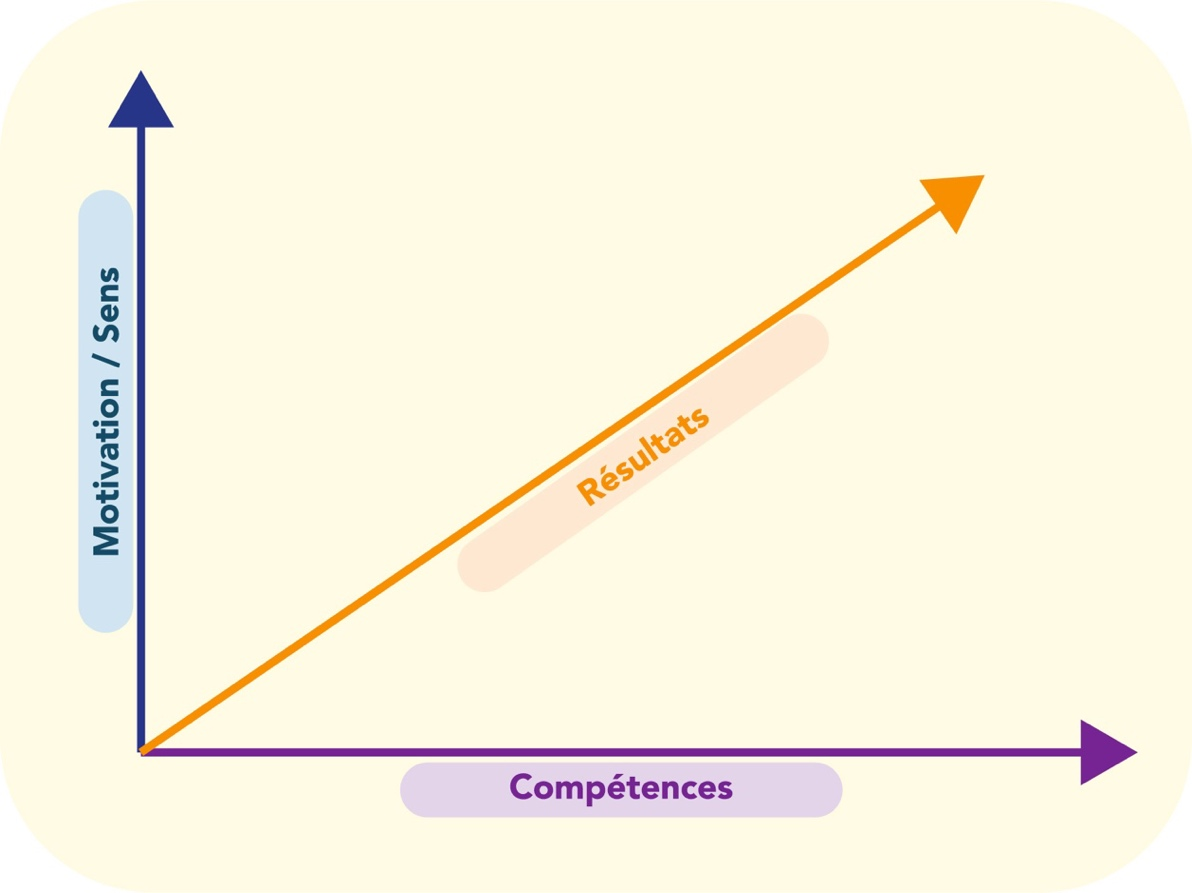 Motivation / Sens
Résultats
Compétences